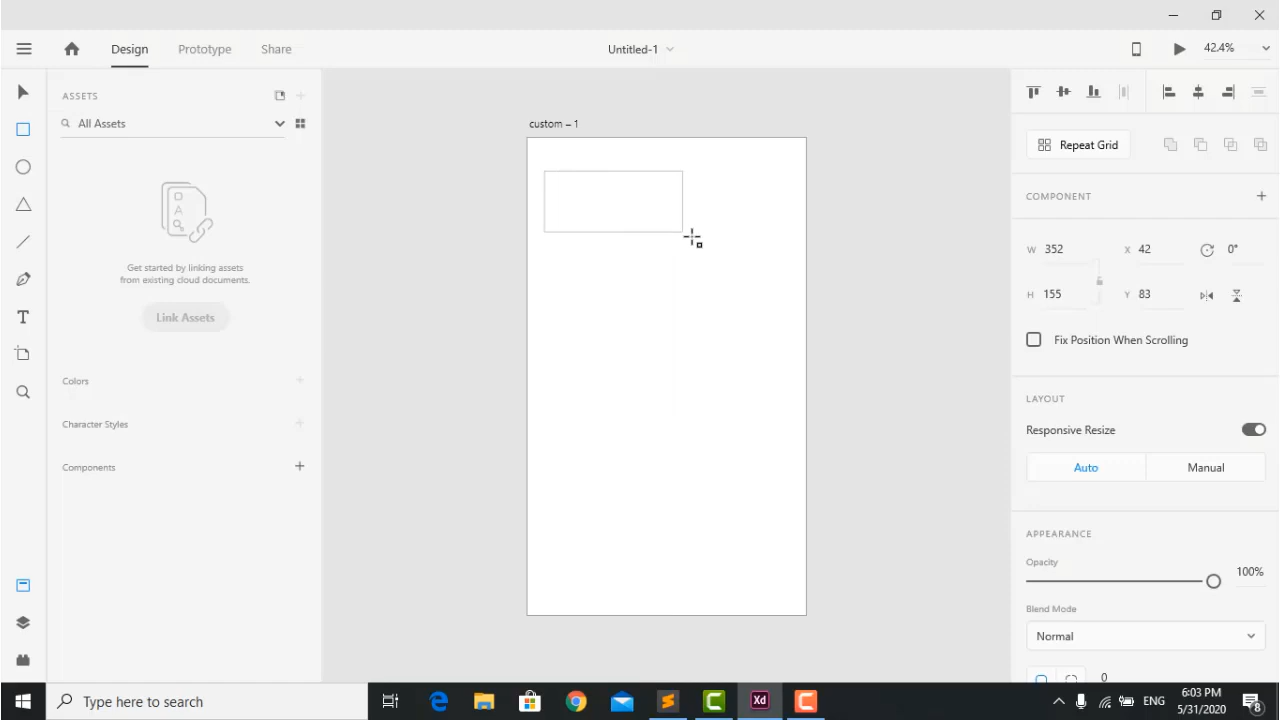 Design
Prototype
Share
Untitled-1
42.4%
ASSETS
All Assets
Get started by linking assets
from existing cloud documents.
Link Assets
Colors
Character Styles
Components
custom – 1
Repeat Grid
COMPONENT
W 352 X 42 0°
H 155 Y 83
Fix Position When Scrolling
LAYOUT
Responsive Resize
Auto Manual
APPEARANCE
Opacity
100%
Blend Mode
Normal
0
Type here to search
Xd
ENG
6:03 PM
5/31/2020
8